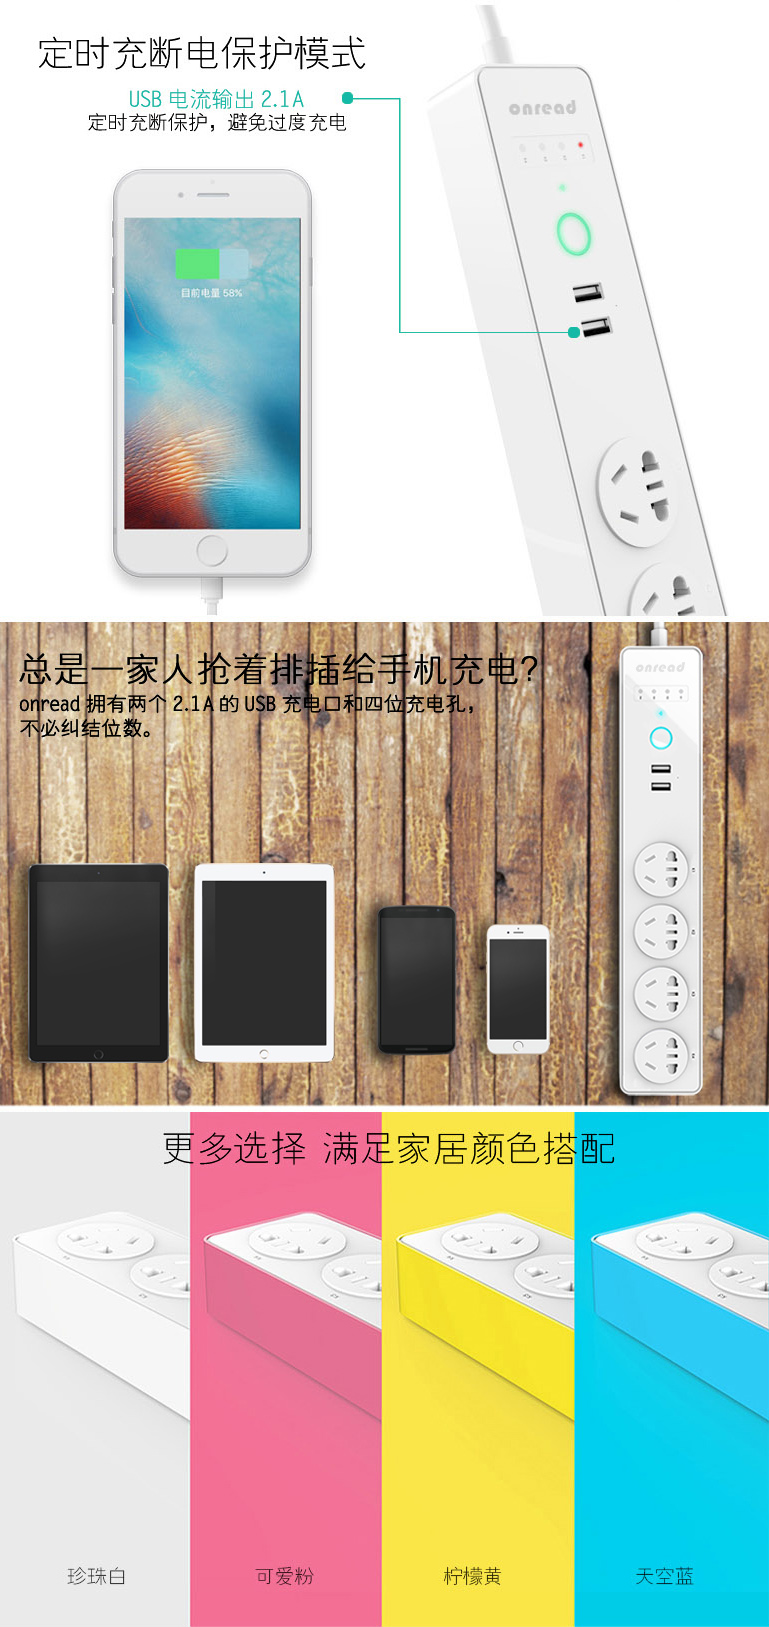 定时充断电保护模式
USB 电流输出 2.1A
定时充断保护，避免过度充电
onread
目前电量 58%
总是一家人抢着排插给手机充电?
onread 拥有两个 2.1A 的 USB 充电口和四位充电孔，
不必纠结位数。
onread
更多选择 满足家居颜色搭配
珍珠白
可爱粉
柠檬黄
天空蓝